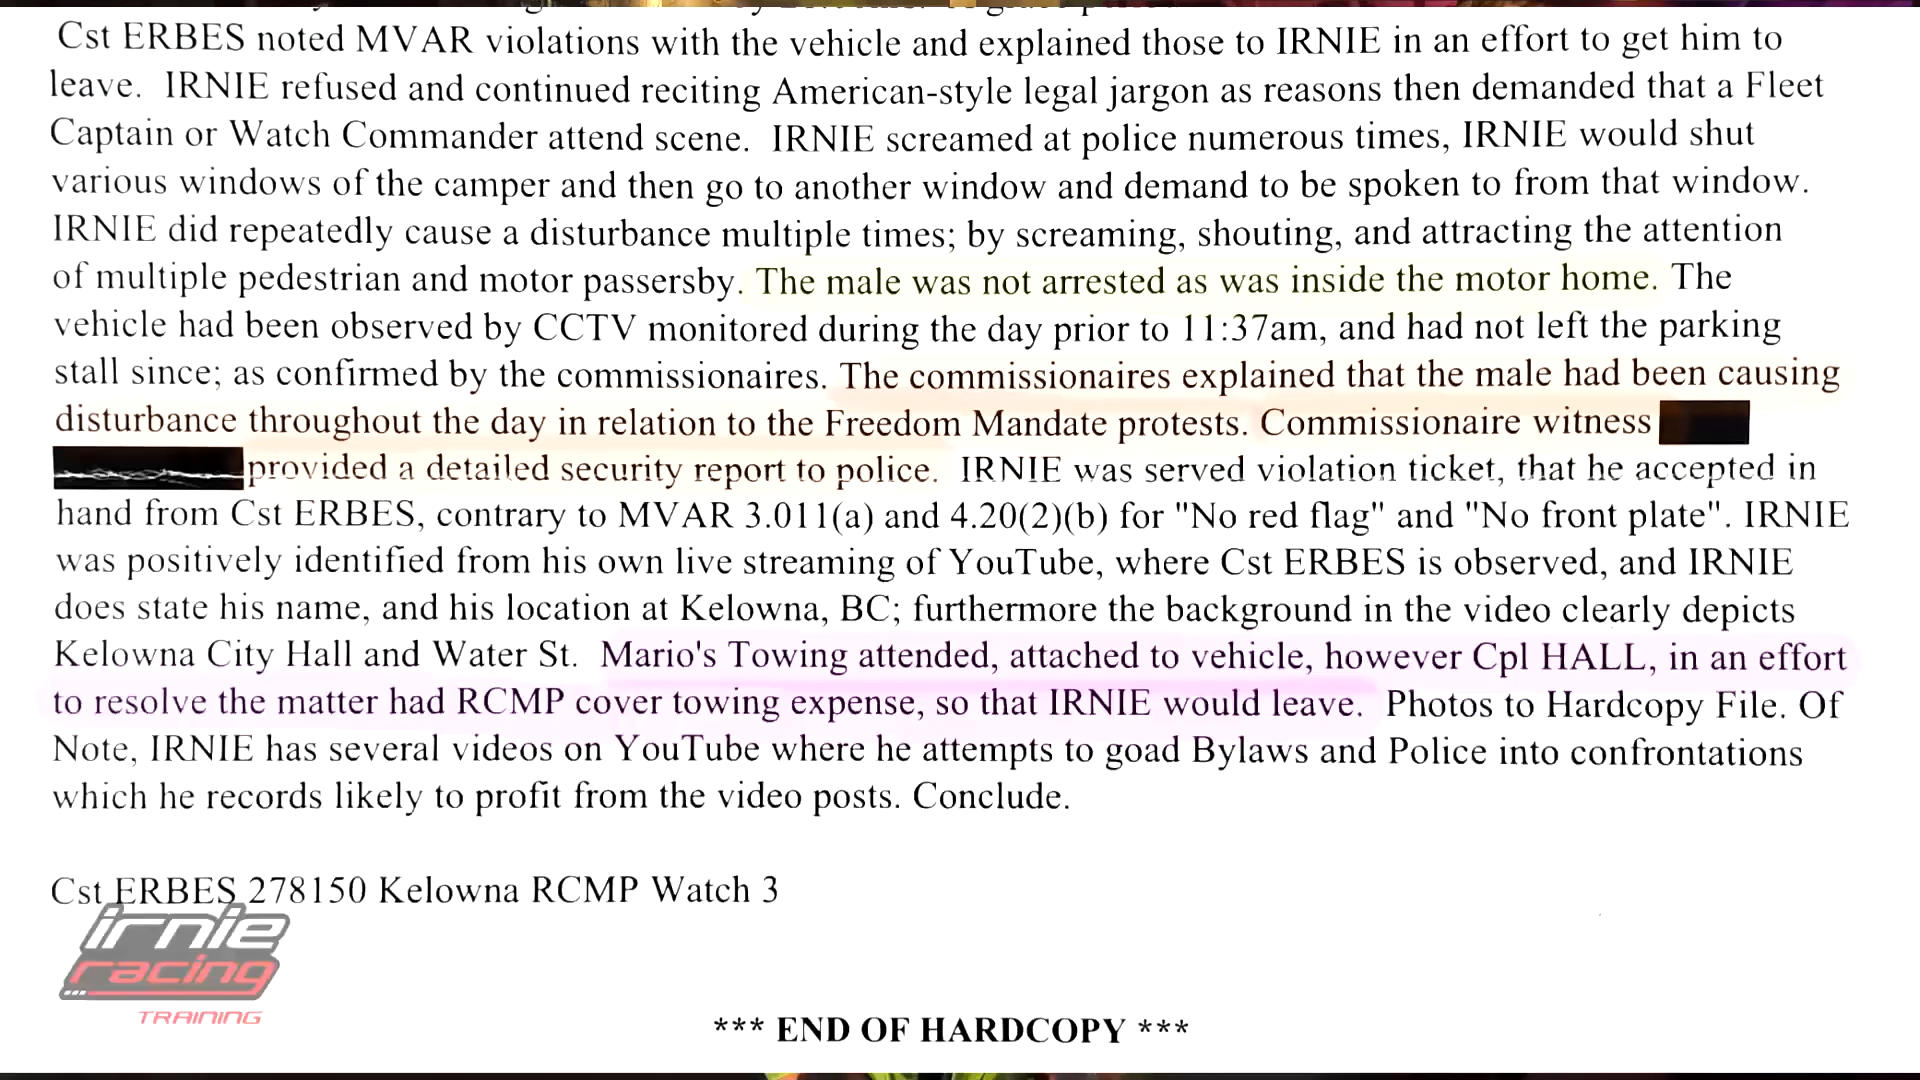 Cst ERBES noted MVAR violations with the vehicle and explained those to IRNIE in an effort to get him to
leave. IRNIE refused and continued reciting American-style legal jargon as reasons then demanded that a Fleet
Captain or Watch Commander attend scene. IRNIE screamed at police numerous times, IRNIE would shut
various windows of the camper and then go to another window and demand to be spoken to from that window.
IRNIE did repeatedly cause a disturbance multiple times; by screaming, shouting, and attracting the attention
of multiple pedestrian and motor passersby. The male was not arrested as was inside the motor home. The
vehicle had been observed by CCTV monitored during the day prior to 11:37am, and had not left the parking
stall since; as confirmed by the commissionaires. The commissionaires explained that the male had been causing
disturbance throughout the day in relation to the Freedom Mandate protests. Commissionaire witness
provided a detailed security report to police. IRNIE was served violation ticket, that he accepted in
hand from Cst ERBES, contrary to MVAR 3.011(a) and 4.20(2)(b) for "No red flag" and "No front plate". IRNIE
was positively identified from his own live streaming of YouTube, where Cst ERBES is observed, and IRNIE
does state his name, and his location at Kelowna, BC; furthermore the background in the video clearly depicts
Kelowna City Hall and Water St. Mario's Towing attended, attached to vehicle, however Cpl HALL, in an effort
to resolve the matter had RCMP cover towing expense, so that IRNIE would leave. Photos to Hardcopy File. Of
Note, IRNIE has several videos on YouTube where he attempts to goad Bylaws and Police into confrontations
which he records likely to profit from the video posts. Conclude.
Cst ERBES 278150 Kelowna RCMP Watch 3
irnie
racing
TRAINING
*** END OF HARDCOPY ***